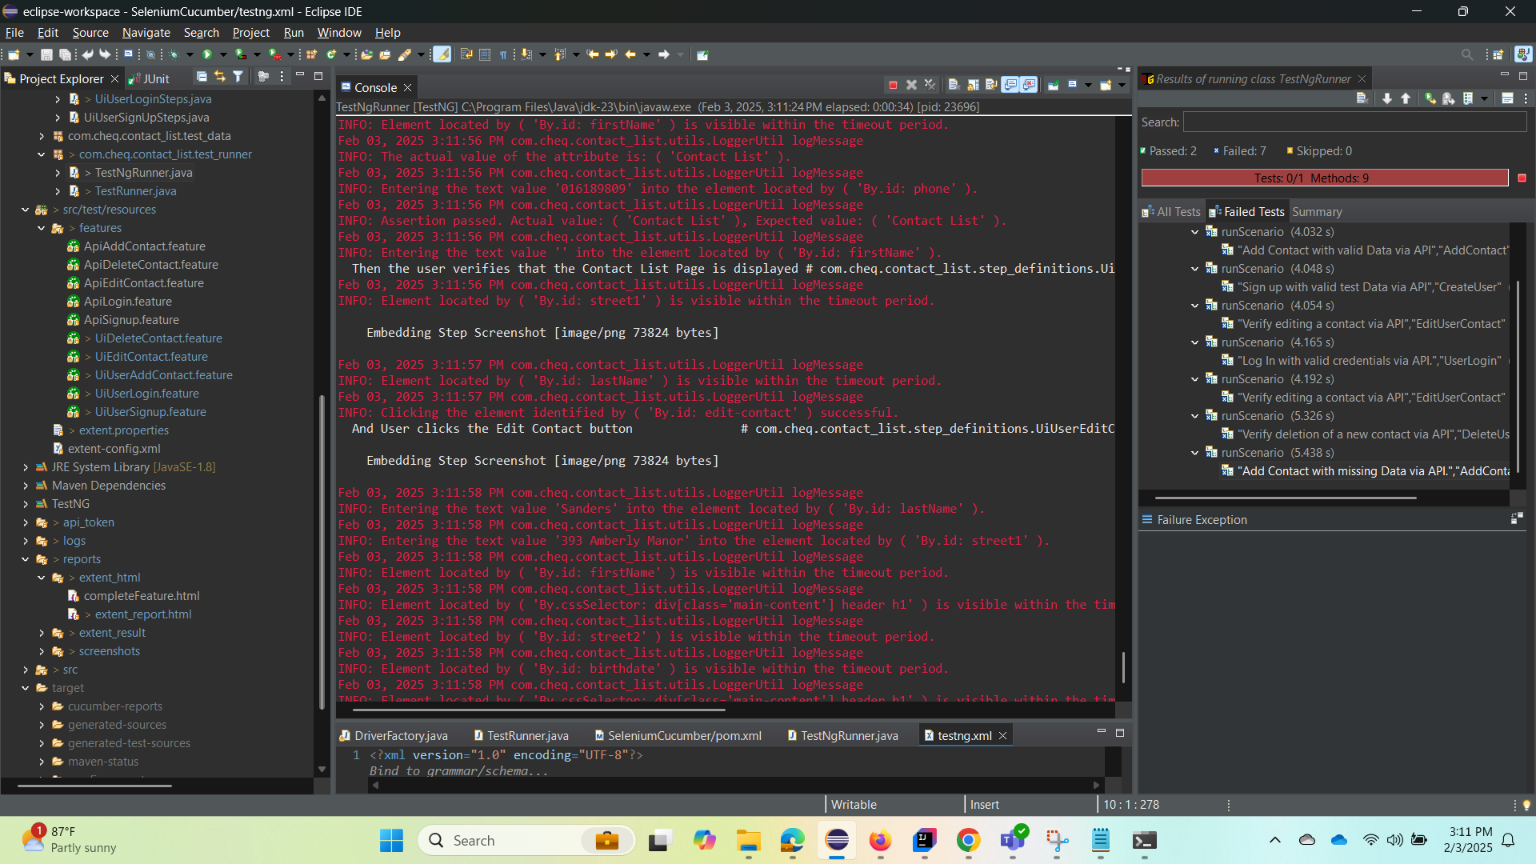 eclipse-workspace - SeleniumCucumber/testng.xml - Eclipse IDE
File Edit Source Navigate Search Project Run Window Help
Project Explorer
JUnit
> UiUserLoginSteps.java
UiUserSignUpSteps.java
com.cheq.contact_list.test_data
> com.cheq.contact_list.test_runner
> TestNgRunner.java
> TestRunner.java
> src/test/resources
> features
ApiAddContact.feature
ApiDeleteContact.feature
ApiEditContact.feature
ApiLogin.feature
ApiSignup.feature
> UiDeleteContact.feature
> UiEditContact.feature
> UiUserAddContact.feature
> UiUserLogin.feature
> UiUserSignup.feature
> extent.properties
extent-config.xml
JRE System Library [JavaSE-1.8]
Maven Dependencies
TestNG
> api_token
> logs
> reports
> extent_html
completeFeature.html
> extent_report.html
> extent_result
> screenshots
> src
target
cucumber-reports
generated-sources
generated-test-sources
maven-status
Console
TestNgRunner [TestNG] C:\Program Files\Java\jdk-23\bin\javaw.exe (Feb 3, 2025, 3:11:24 PM elapsed: 0:00:34) [pid: 23696]
INFO: Element located by ( 'By.id: firstName' ) is visible within the timeout period.
Feb 03, 2025 3:11:56 PM com.cheq.contact_list.utils.LoggerUtil logMessage
INFO: The actual value of the attribute is: ( 'Contact List' ).
Feb 03, 2025 3:11:56 PM com.cheq.contact_list.utils.LoggerUtil logMessage
INFO: Entering the text value '016189809' into the element located by ( 'By.id: phone' ).
Feb 03, 2025 3:11:56 PM com.cheq.contact_list.utils.LoggerUtil logMessage
INFO: Assertion passed. Actual value: ( 'Contact List' ), Expected value: ( 'Contact List' ).
Feb 03, 2025 3:11:56 PM com.cheq.contact_list.utils.LoggerUtil logMessage
INFO: Entering the text value '' into the element located by ( 'By.id: firstName' ).
Then the user verifies that the Contact List Page is displayed # com.cheq.contact_list.step_definitions.Ui
Feb 03, 2025 3:11:56 PM com.cheq.contact_list.utils.LoggerUtil logMessage
INFO: Element located by ( 'By.id: street1' ) is visible within the timeout period.
Embedding Step Screenshot [image/png 73824 bytes]
Feb 03, 2025 3:11:57 PM com.cheq.contact_list.utils.LoggerUtil logMessage
INFO: Element located by ( 'By.id: lastName' ) is visible within the timeout period.
Feb 03, 2025 3:11:57 PM com.cheq.contact_list.utils.LoggerUtil logMessage
INFO: Clicking the element identified by ( 'By.id: edit-contact' ) successful.
And User clicks the Edit Contact button # com.cheq.contact_list.step_definitions.UiUserEditC
Embedding Step Screenshot [image/png 73824 bytes]
Feb 03, 2025 3:11:58 PM com.cheq.contact_list.utils.LoggerUtil logMessage
INFO: Entering the text value 'Sanders' into the element located by ( 'By.id: lastName' ).
Feb 03, 2025 3:11:58 PM com.cheq.contact_list.utils.LoggerUtil logMessage
INFO: Entering the text value '393 Amberly Manor' into the element located by ( 'By.id: street1' ).
Feb 03, 2025 3:11:58 PM com.cheq.contact_list.utils.LoggerUtil logMessage
INFO: Element located by ( 'By.id: firstName' ) is visible within the timeout period.
Feb 03, 2025 3:11:58 PM com.cheq.contact_list.utils.LoggerUtil logMessage
INFO: Element located by ( 'By.cssSelector: div[class='main-content'] header h1' ) is visible within the tim
Feb 03, 2025 3:11:58 PM com.cheq.contact_list.utils.LoggerUtil logMessage
INFO: Element located by ( 'By.id: street2' ) is visible within the timeout period.
Feb 03, 2025 3:11:58 PM com.cheq.contact_list.utils.LoggerUtil logMessage
INFO: Element located by ( 'By.id: birthdate' ) is visible within the timeout period.
Feb 03, 2025 3:11:58 PM com.cheq.contact_list.utils.LoggerUtil logMessage
INFO: Element located by ( 'By.cssSelector: div[class='main-content'] header h1' ) is visible within the tim
DriverFactory.java
TestRunner.java
SeleniumCucumber/pom.xml
TestNgRunner.java
testng.xml
1 <?xml version="1.0" encoding="UTF-8"?>
Bind to grammar/schema...
Results of running class TestNgRunner
Search:
Passed: 2 Failed: 7 Skipped: 0
Tests: 0/1 Methods: 9
All Tests Failed Tests Summary
runScenario (4.032 s)
"Add Contact with valid Data via API","AddContact"
runScenario (4.048 s)
"Sign up with valid test Data via API","CreateUser"
runScenario (4.054 s)
"Verify editing a contact via API","EditUserContact"
runScenario (4.165 s)
"Log In with valid credentials via API.","UserLogin"
runScenario (4.192 s)
"Verify editing a contact via API","EditUserContact"
runScenario (5.326 s)
"Verify deletion of a new contact via API","DeleteUs
runScenario (5.438 s)
"Add Contact with missing Data via API.","AddConta
Failure Exception
Writable
Insert
10 : 1 : 278
1
87°F
Partly sunny
Search
3:11 PM
2/3/2025